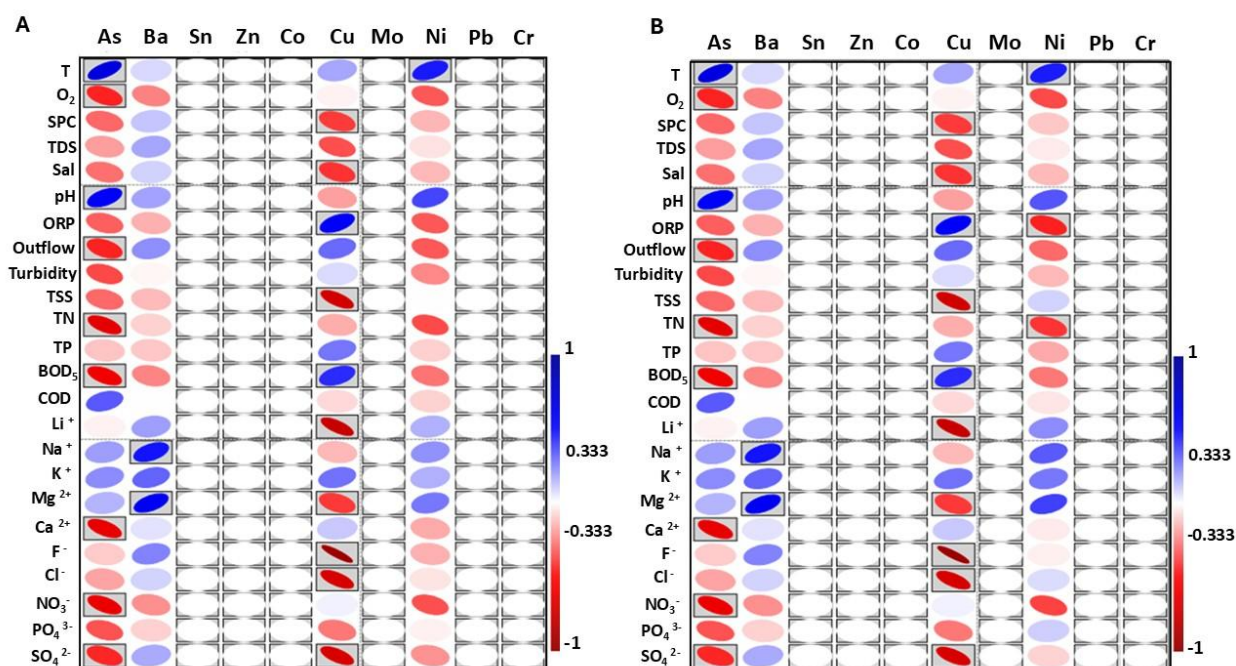 A
As Ba Sn Zn Co Cu Mo Ni Pb Cr
T
O₂
SPC
TDS
Sal
pH
ORP
Outflow
Turbidity
TSS
TN
TP
BOD₅
COD
Li⁺
Na⁺
K⁺
Mg²⁺
Ca²⁺
F⁻
Cl⁻
NO₃⁻
PO₄³⁻
SO₄²⁻
1
0.333
-0.333
-1
B
As Ba Sn Zn Co Cu Mo Ni Pb Cr
T
O₂
SPC
TDS
Sal
pH
ORP
Outflow
Turbidity
TSS
TN
TP
BOD₅
COD
Li⁺
Na⁺
K⁺
Mg²⁺
Ca²⁺
F⁻
Cl⁻
NO₃⁻
PO₄³⁻
SO₄²⁻
1
0.333
-0.333
-1